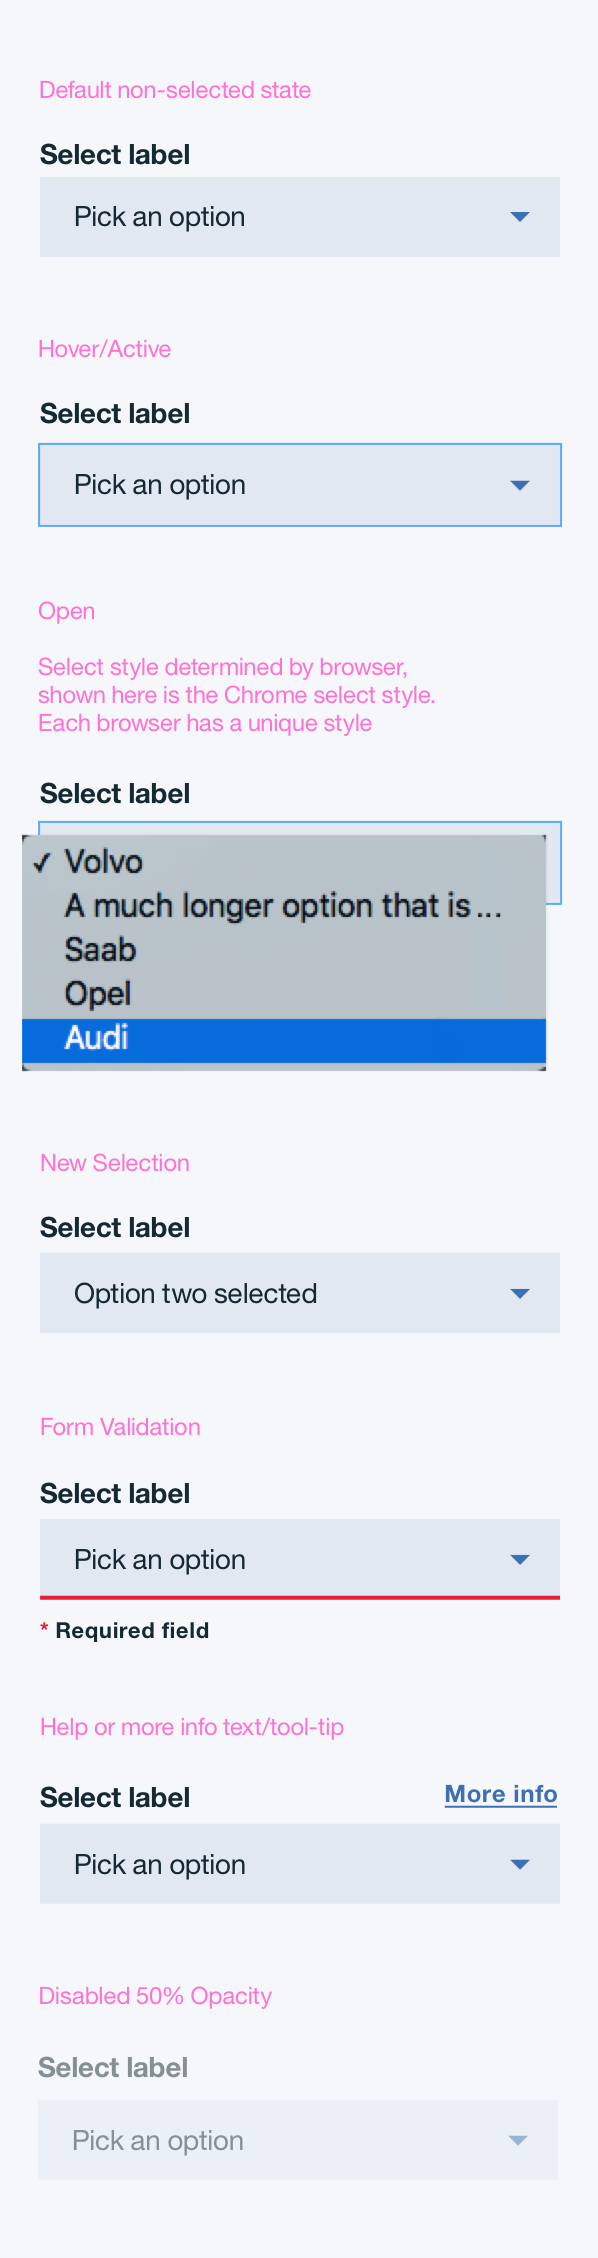 Default non-selected state
Select label
Pick an option
Hover/Active
Select label
Pick an option
Open
Select style determined by browser,
shown here is the Chrome select style.
Each browser has a unique style
Select label
✓ Volvo
A much longer option that is ...
Saab
Opel
Audi
New Selection
Select label
Option two selected
Form Validation
Select label
Pick an option
* Required field
Help or more info text/tool-tip
Select label More info
Pick an option
Disabled 50% Opacity
Select label
Pick an option